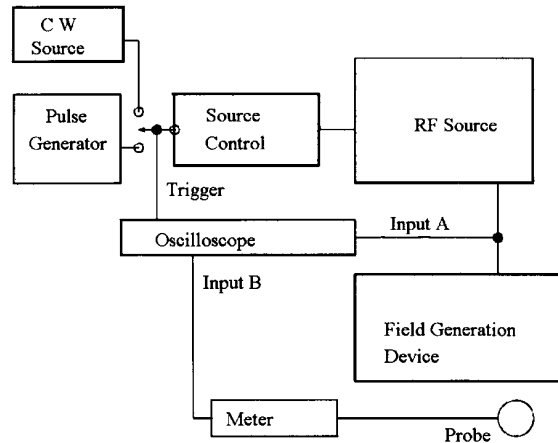 C W
Source
Pulse
Generator
Source
Control
RF Source
Trigger
Oscilloscope
Input A
Input B
Field Generation
Device
Meter
Probe